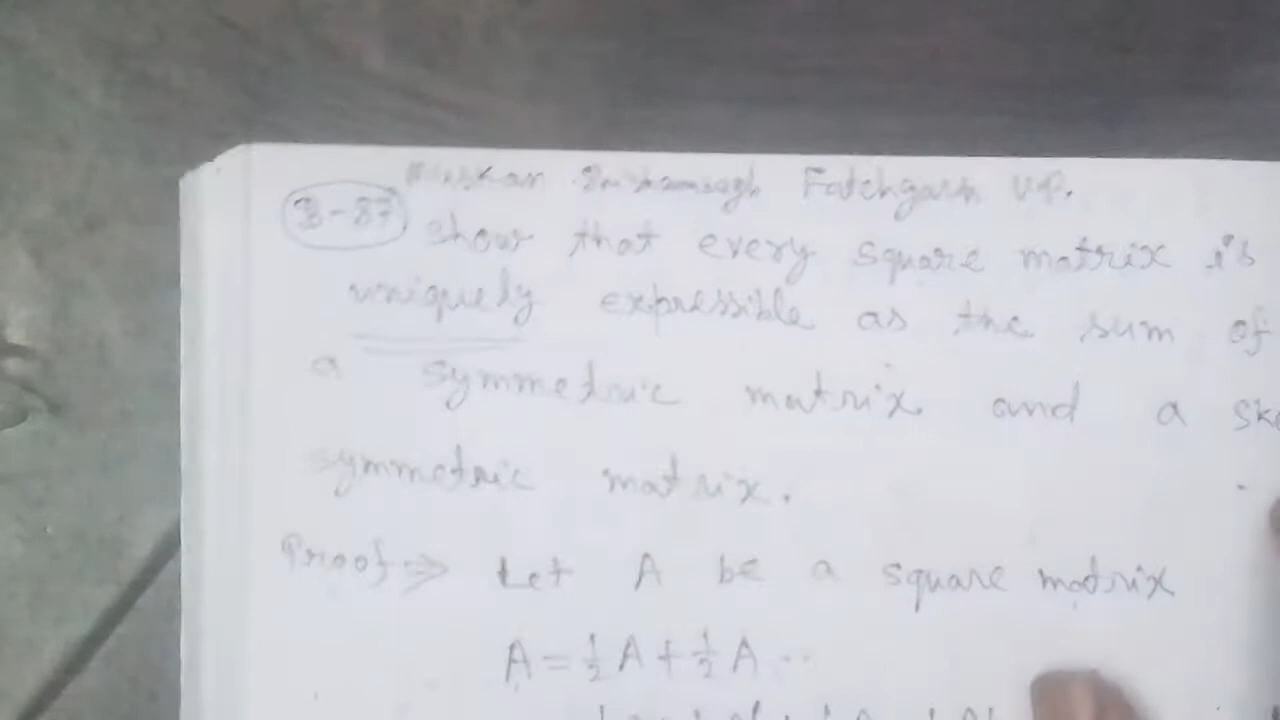 Fatehgarh U.P.
B-87 show that every square matrix is
uniquely expressible as the sum of
a symmetric matrix and a
symmetric matrix.
Proof⇒ Let A be a square matrix
A = 1/2 A + 1/2 A ..